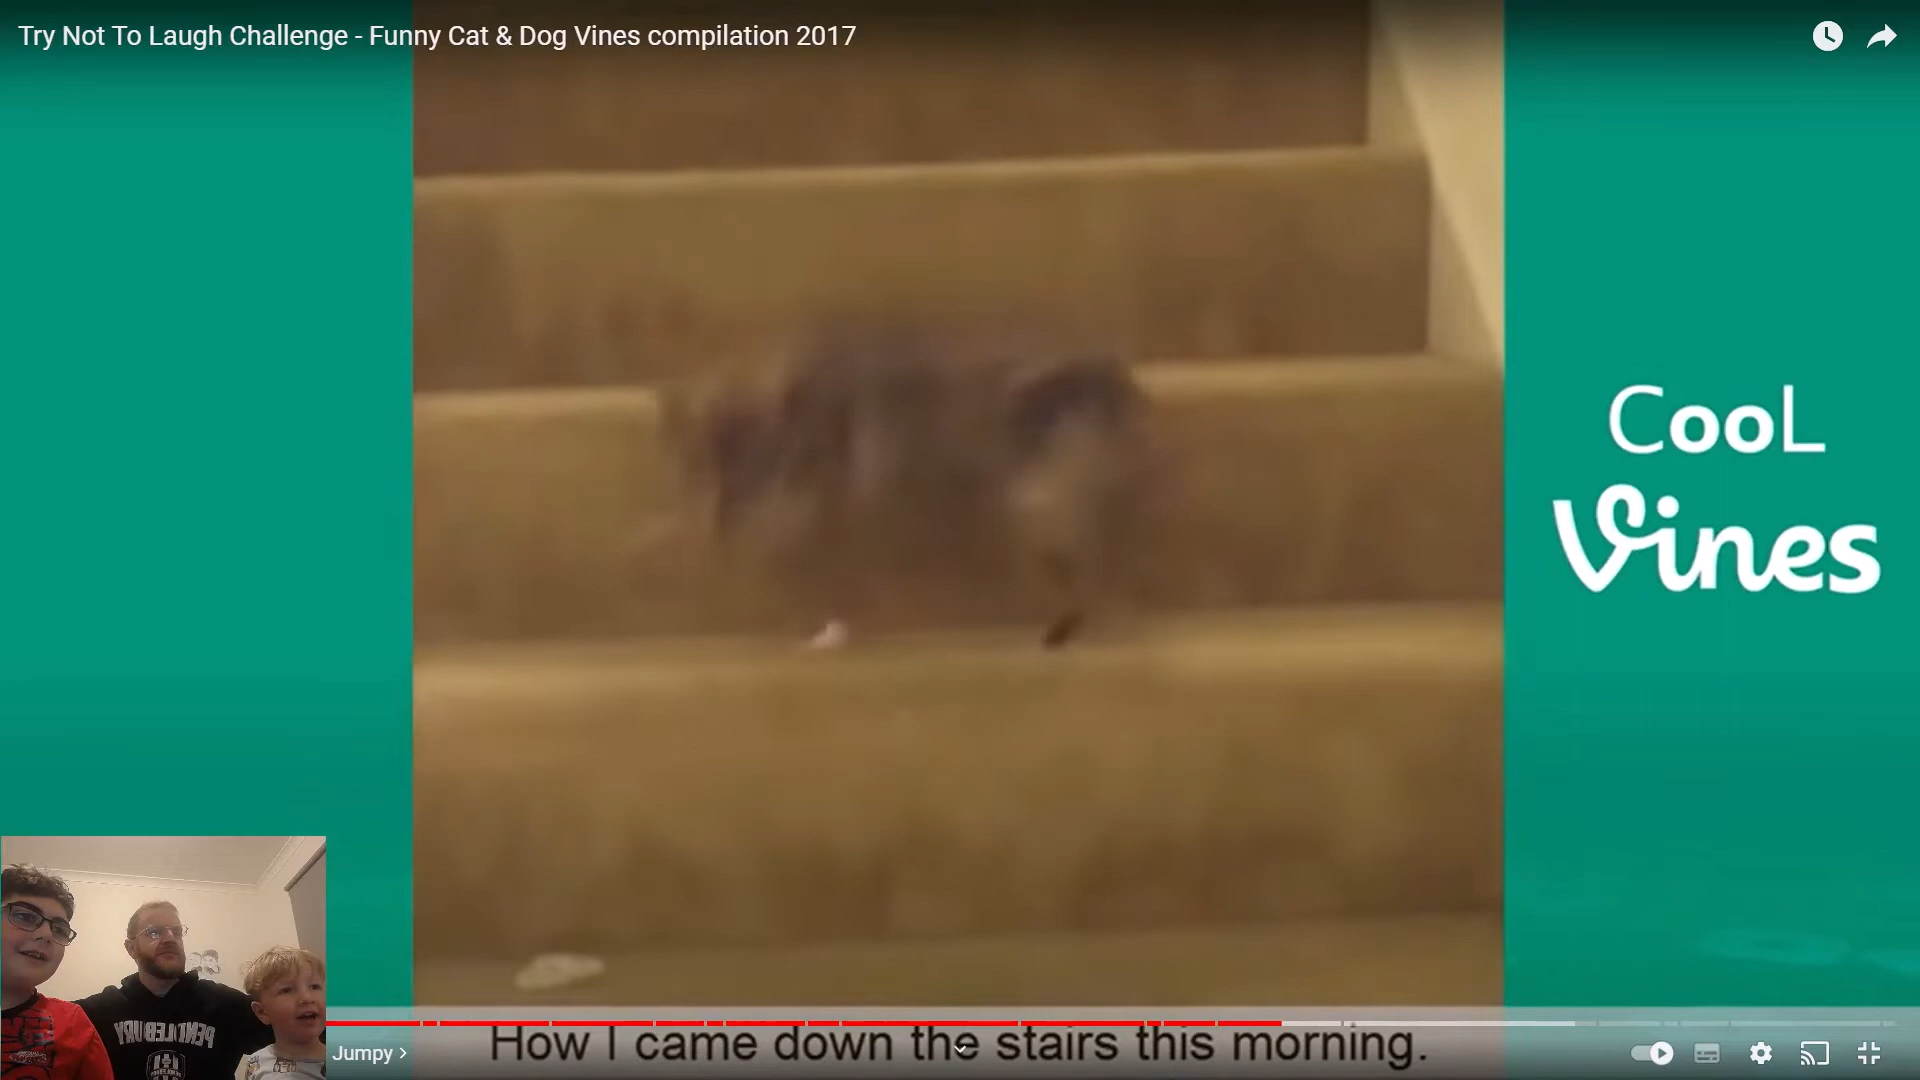 Try Not To Laugh Challenge - Funny Cat & Dog Vines compilation 2017
CooL
Vines
PENDLEBURY
Jumpy
How I came down the stairs this morning.